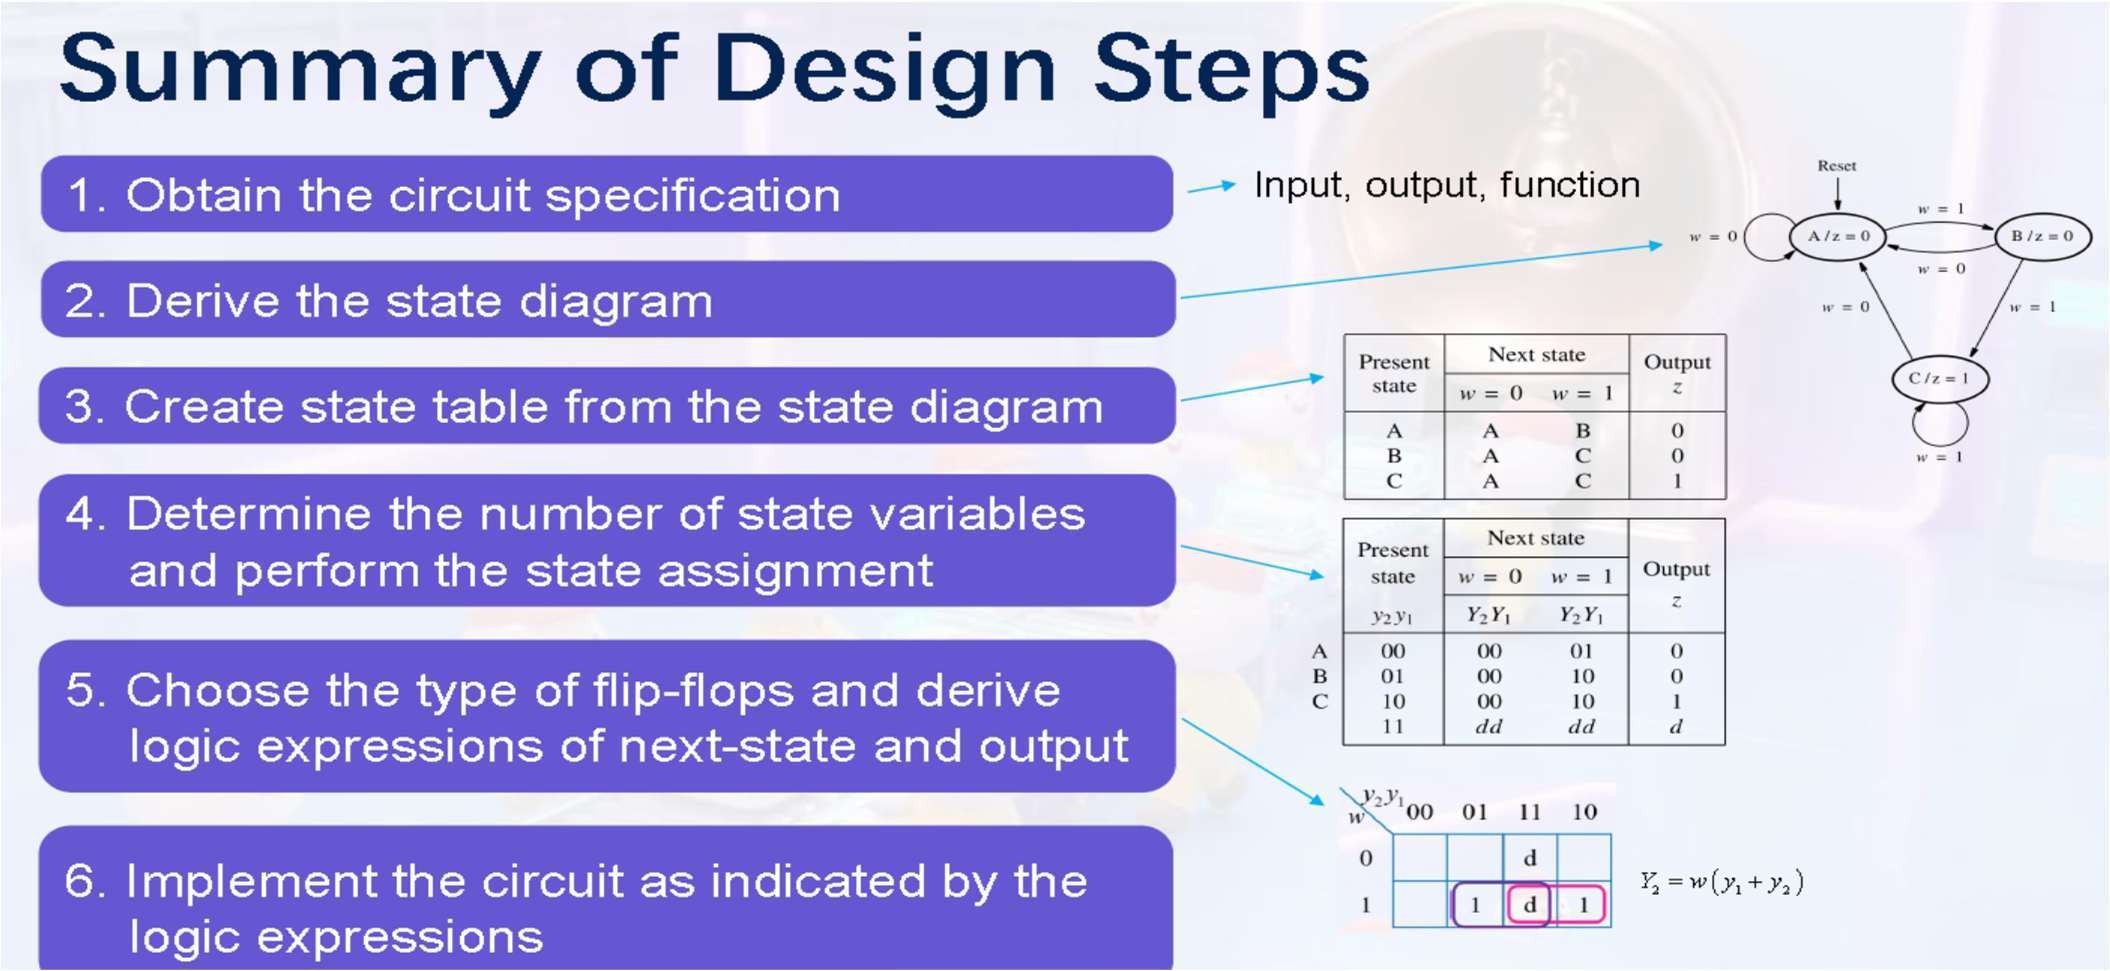 Summary of Design Steps
1. Obtain the circuit specification
Input, output, function
2. Derive the state diagram
3. Create state table from the state diagram
4. Determine the number of state variables
and perform the state assignment
5. Choose the type of flip-flops and derive
logic expressions of next-state and output
6. Implement the circuit as indicated by the
logic expressions
Reset
w = 1
w = 0
A/z = 0
B/z = 0
w = 0
w = 0
w = 1
C/z = 1
w = 1
Present state
Next state
Output z
w = 0 w = 1
A A B 0
B A C 0
C A C 1
Present state
Next state
w = 0 w = 1
Output z
y₂y₁ Y₂Y₁ Y₂Y₁
A 00 00 01 0
B 01 00 10 0
C 10 00 10 1
11 dd dd d
y₂y₁
w
00 01 11 10
0 d
1 1 d 1
Y₂ = w(y₁ + y₂)